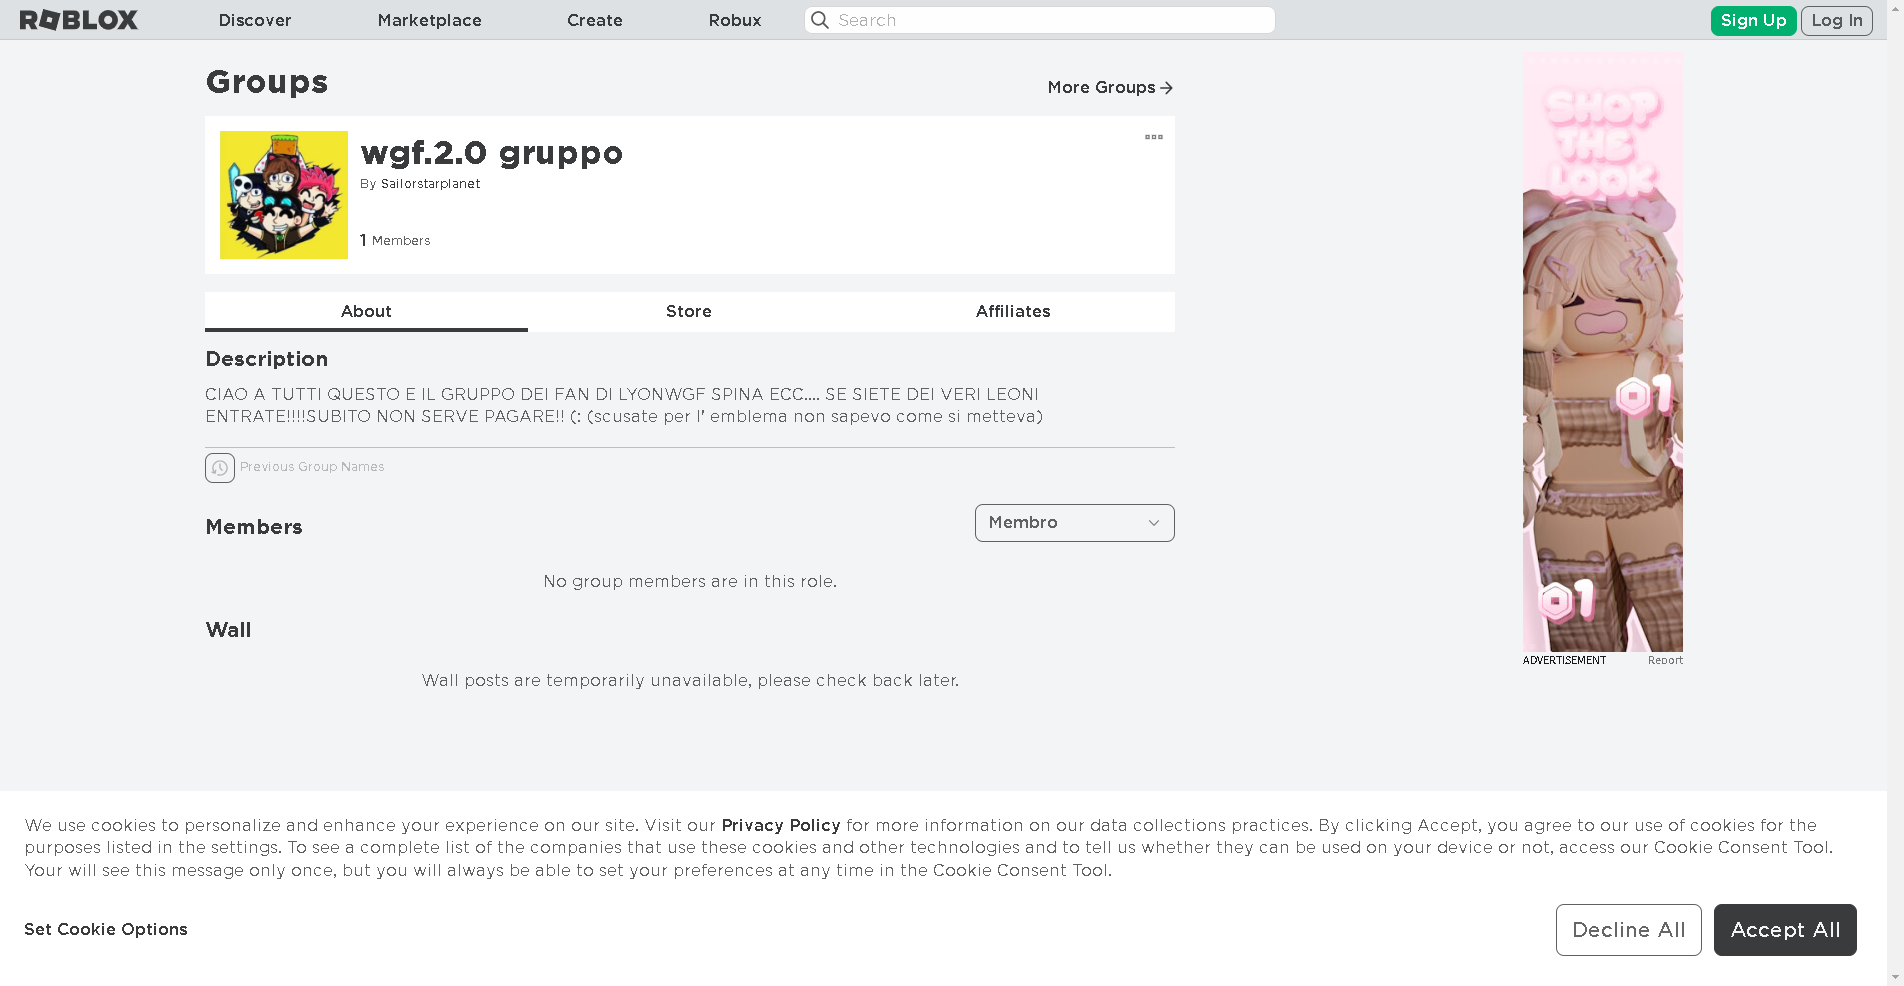 ROBLOX
Discover
Marketplace
Create
Robux
Search
Sign Up
Log In
Groups
More Groups
wgf.2.0 gruppo
By Sailorstarplanet
1 Members
About
Store
Affiliates
Description
CIAO A TUTTI QUESTO E IL GRUPPO DEI FAN DI LYONWGF SPINA ECC.... SE SIETE DEI VERI LEONI
ENTRATE!!!!SUBITO NON SERVE PAGARE!! (: (scusate per l' emblema non sapevo come si metteva)
Previous Group Names
Members
Membro
No group members are in this role.
Wall
Wall posts are temporarily unavailable, please check back later.
SHOP
THE
LOOK
1
1
ADVERTISEMENT
Report
We use cookies to personalize and enhance your experience on our site. Visit our Privacy Policy for more information on our data collections practices. By clicking Accept, you agree to our use of cookies for the
purposes listed in the settings. To see a complete list of the companies that use these cookies and other technologies and to tell us whether they can be used on your device or not, access our Cookie Consent Tool.
Your will see this message only once, but you will always be able to set your preferences at any time in the Cookie Consent Tool.
Set Cookie Options
Decline All
Accept All